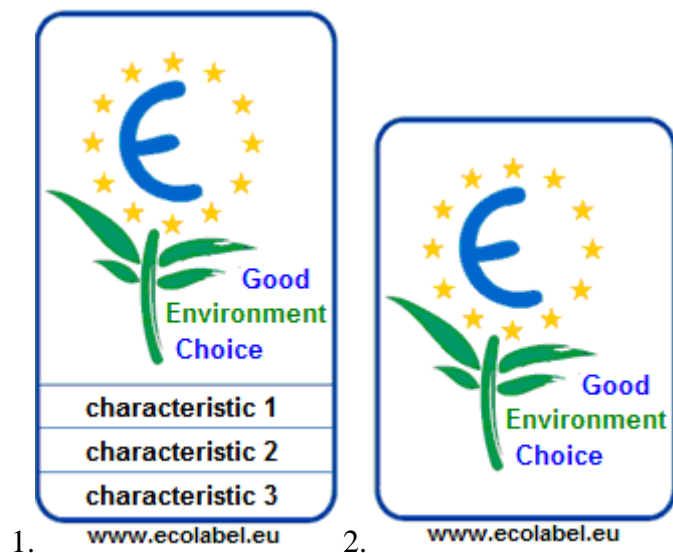 Good
Environment
Choice
characteristic 1
characteristic 2
characteristic 3
1. www.ecolabel.eu
Good
Environment
Choice
2. www.ecolabel.eu